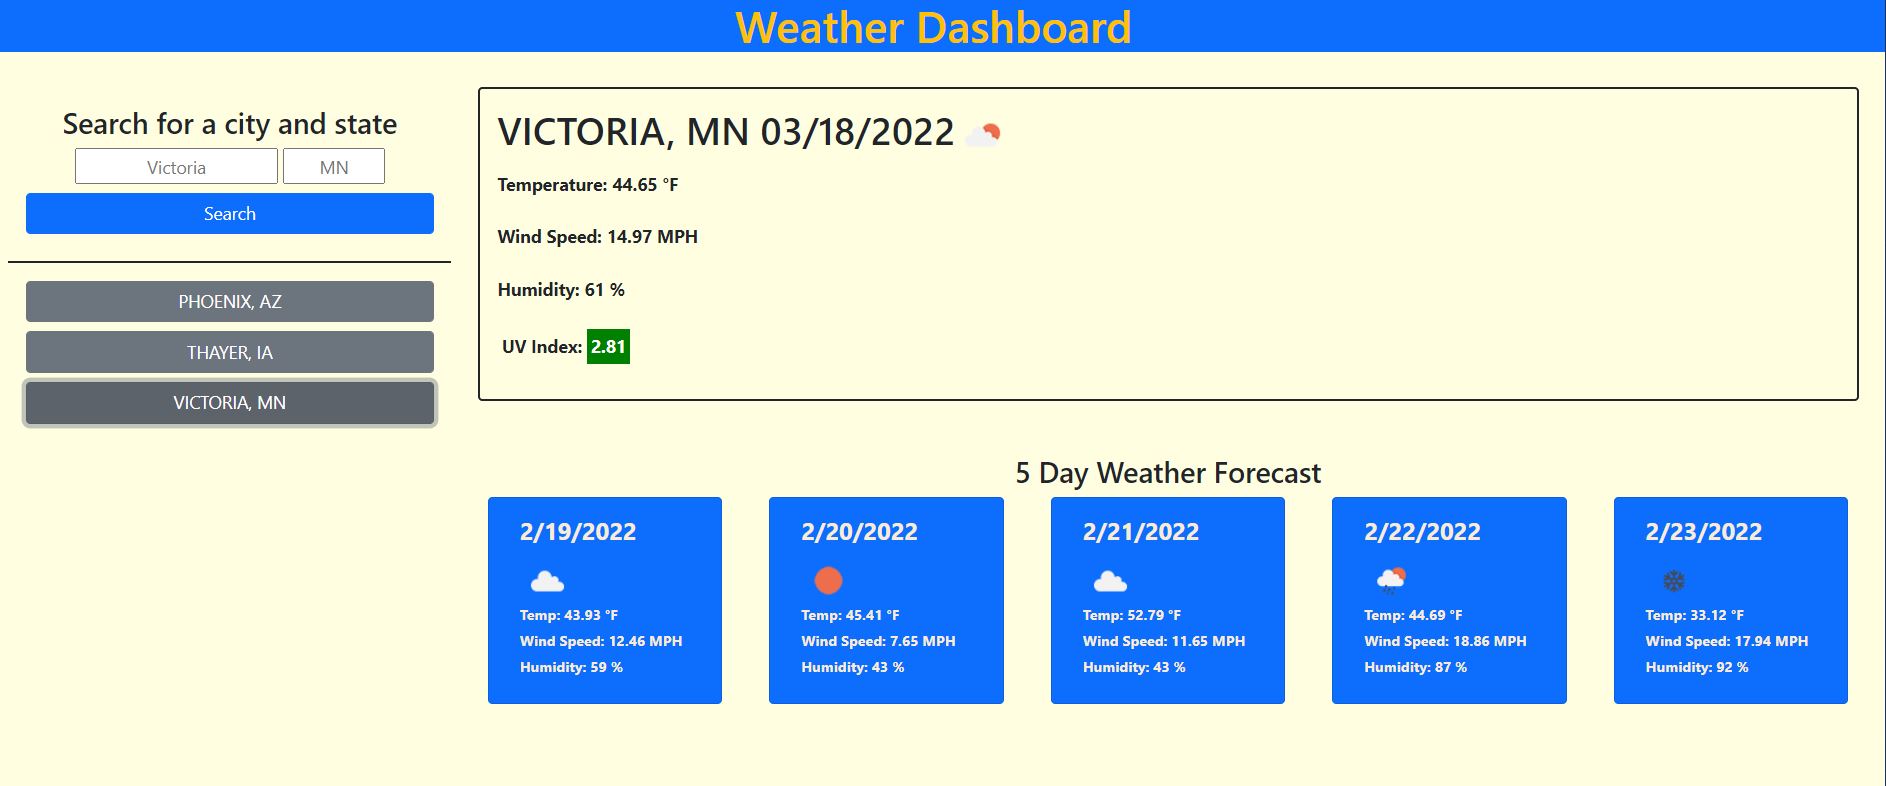 Weather Dashboard
Search for a city and state
Victoria MN
Search
PHOENIX, AZ
THAYER, IA
VICTORIA, MN
VICTORIA, MN 03/18/2022
Temperature: 44.65 °F
Wind Speed: 14.97 MPH
Humidity: 61 %
UV Index: 2.81
5 Day Weather Forecast
2/19/2022
Temp: 43.93 °F
Wind Speed: 12.46 MPH
Humidity: 59 %
2/20/2022
Temp: 45.41 °F
Wind Speed: 7.65 MPH
Humidity: 43 %
2/21/2022
Temp: 52.79 °F
Wind Speed: 11.65 MPH
Humidity: 43 %
2/22/2022
Temp: 44.69 °F
Wind Speed: 18.86 MPH
Humidity: 87 %
2/23/2022
Temp: 33.12 °F
Wind Speed: 17.94 MPH
Humidity: 92 %